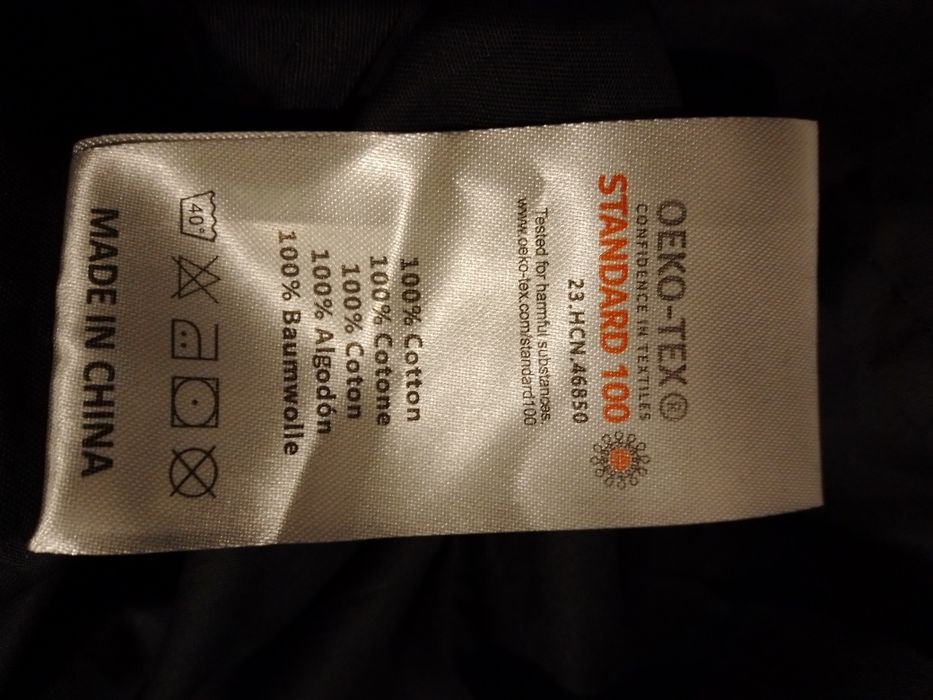 OEKO-TEX®
CONFIDENCE IN TEXTILES
STANDARD 100
23.HCN.46850
Tested for harmful substances.
www.oeko-tex.com/standard100
100% Cotton
100% Cotone
100% Coton
100% Algodón
100% Baumwolle
40°
MADE IN CHINA